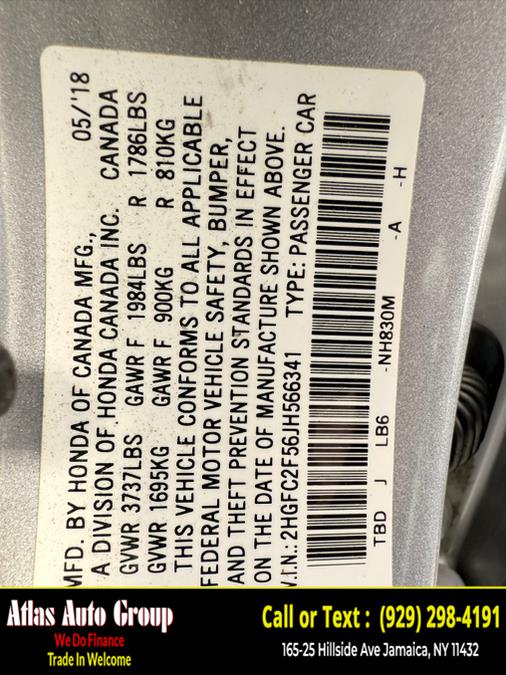 MFD. BY HONDA OF CANADA MFG., 05/'18
A DIVISION OF HONDA CANADA INC. CANADA
GVWR 3737LBS GAWR F 1984LBS R 1786LBS
GVWR 1695KG GAWR F 900KG R 810KG
THIS VEHICLE CONFORMS TO ALL APPLICABLE
FEDERAL MOTOR VEHICLE SAFETY, BUMPER,
AND THEFT PREVENTION STANDARDS IN EFFECT
ON THE DATE OF MANUFACTURE SHOWN ABOVE.
V.I.N.:2HGFC2F56JH566341 TYPE: PASSENGER CAR
TBD J LB6 -NH830M -A -H
Atlas Auto Group
We Do Finance
Trade In Welcome
Call or Text : (929) 298-4191
165-25 Hillside Ave Jamaica, NY 11432